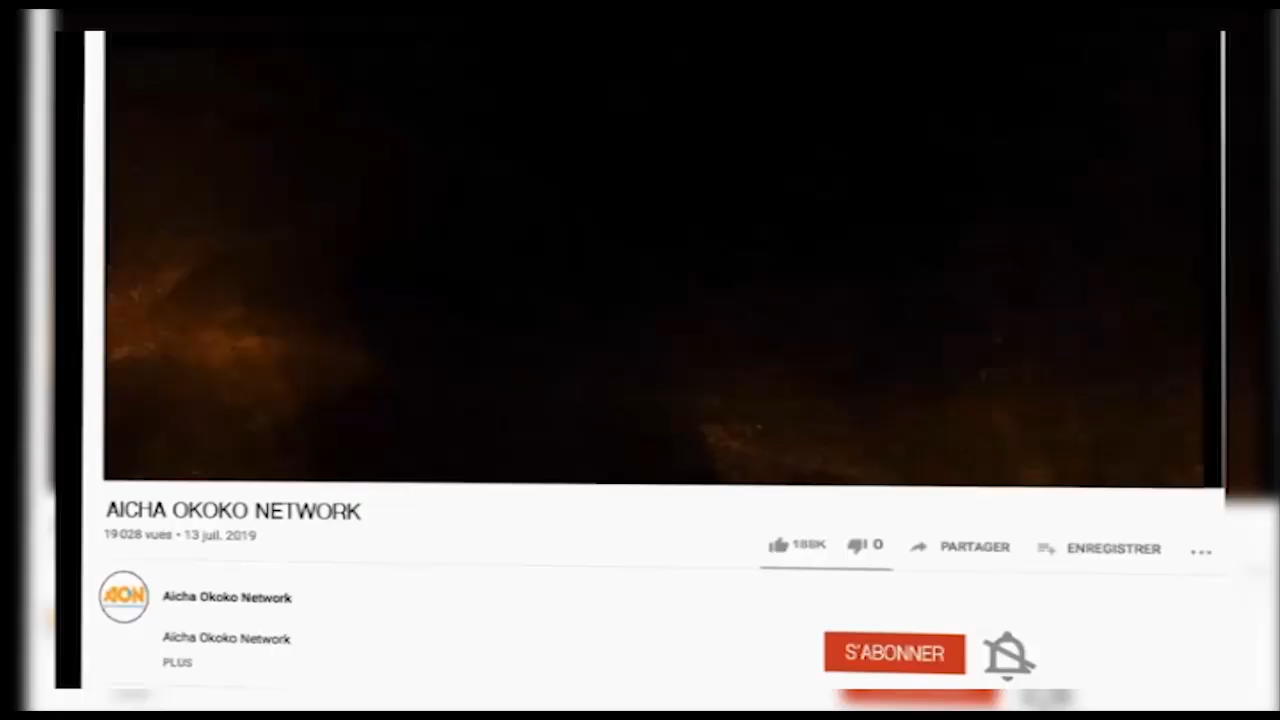 AICHA OKOKO NETWORK
19 028 vues • 13 juil. 2019
188K 0 PARTAGER ENREGISTRER
AON Aicha Okoko Network
Aicha Okoko Network
PLUS
S'ABONNER